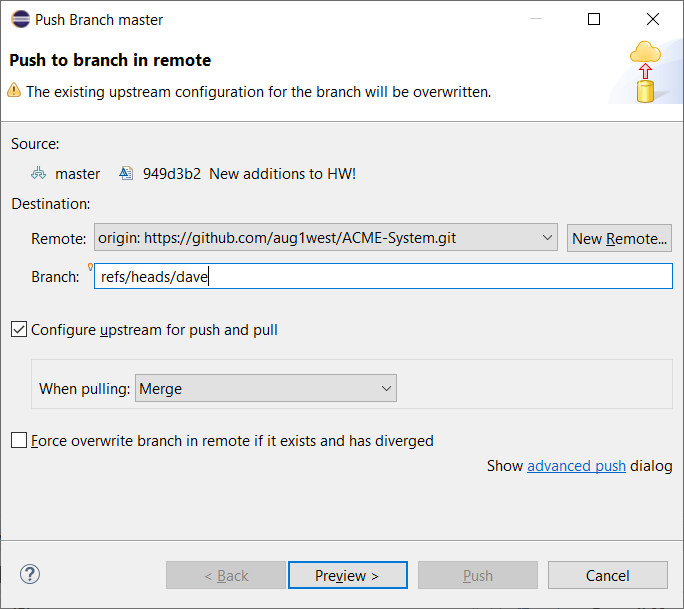 Push Branch master
Push to branch in remote
The existing upstream configuration for the branch will be overwritten.
Source:
master 949d3b2 New additions to HW!
Destination:
Remote: origin: https://github.com/aug1west/ACME-System.git New Remote...
Branch: refs/heads/dave
Configure upstream for push and pull
When pulling: Merge
Force overwrite branch in remote if it exists and has diverged
Show advanced push dialog
? < Back Preview > Push Cancel